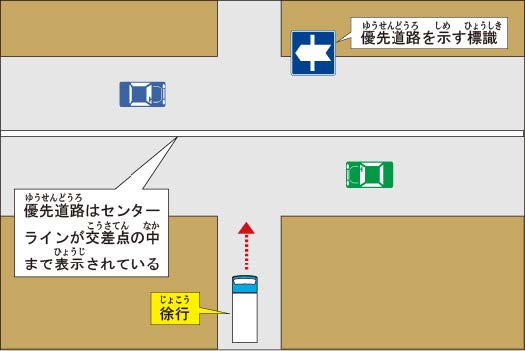 ゆうせんどうろ しめ ひょうしき
優先道路を示す標識
ゆうせんどうろ
優先道路はセンター
こうさてん なか
ラインが交差点の中
ひょうじ
まで表示されている
じょこう
徐行